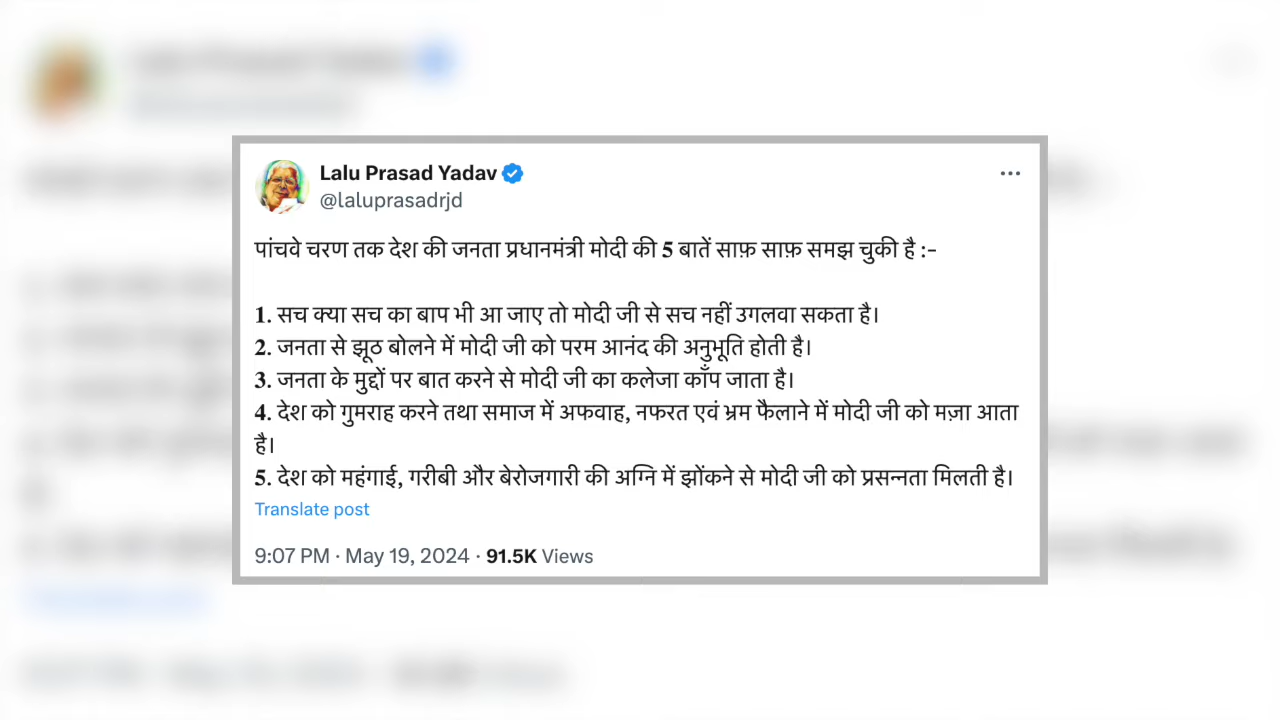 Lalu Prasad Yadav
@laluprasadrjd
पांचवे चरण तक देश की जनता प्रधानमंत्री मोदी की 5 बातें साफ़ साफ़ समझ चुकी है :-
1. सच क्या सच का बाप भी आ जाए तो मोदी जी से सच नहीं उगलवा सकता है।
2. जनता से झूठ बोलने में मोदी जी को परम आनंद की अनुभूति होती है।
3. जनता के मुद्दों पर बात करने से मोदी जी का कलेजा काँप जाता है।
4. देश को गुमराह करने तथा समाज में अफवाह, नफरत एवं भ्रम फैलाने में मोदी जी को मज़ा आता
है।
5. देश को महंगाई, गरीबी और बेरोजगारी की अग्नि में झोंकने से मोदी जी को प्रसन्नता मिलती है।
Translate post
9:07 PM · May 19, 2024 · 91.5K Views